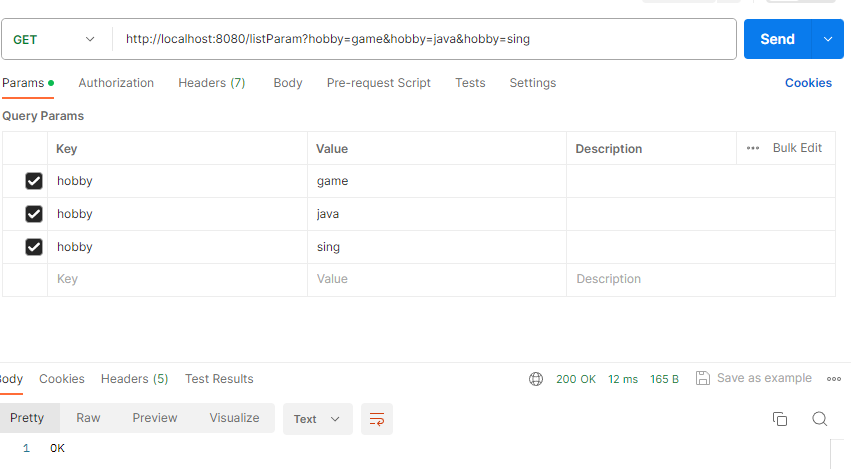 GET http://localhost:8080/listParam?hobby=game&hobby=java&hobby=sing Send
Params Authorization Headers (7) Body Pre-request Script Tests Settings Cookies
Query Params
Key Value Description Bulk Edit
hobby game
hobby java
hobby sing
Key Value Description
Body Cookies Headers (5) Test Results 200 OK 12 ms 165 B Save as example
Pretty Raw Preview Visualize Text
1 OK